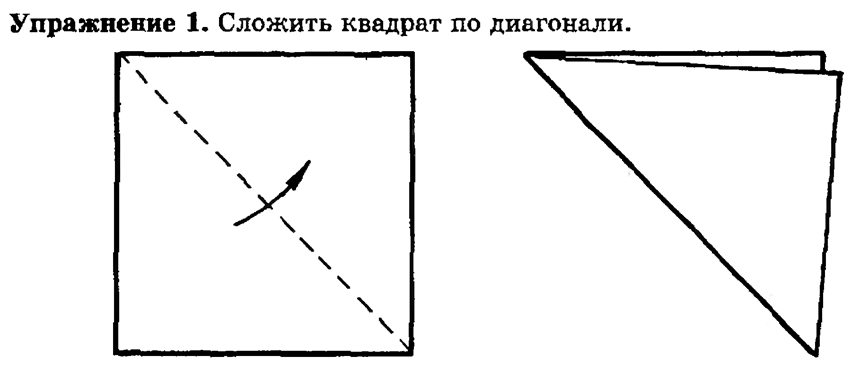 Упражнение 1. Сложить квадрат по диагонали.